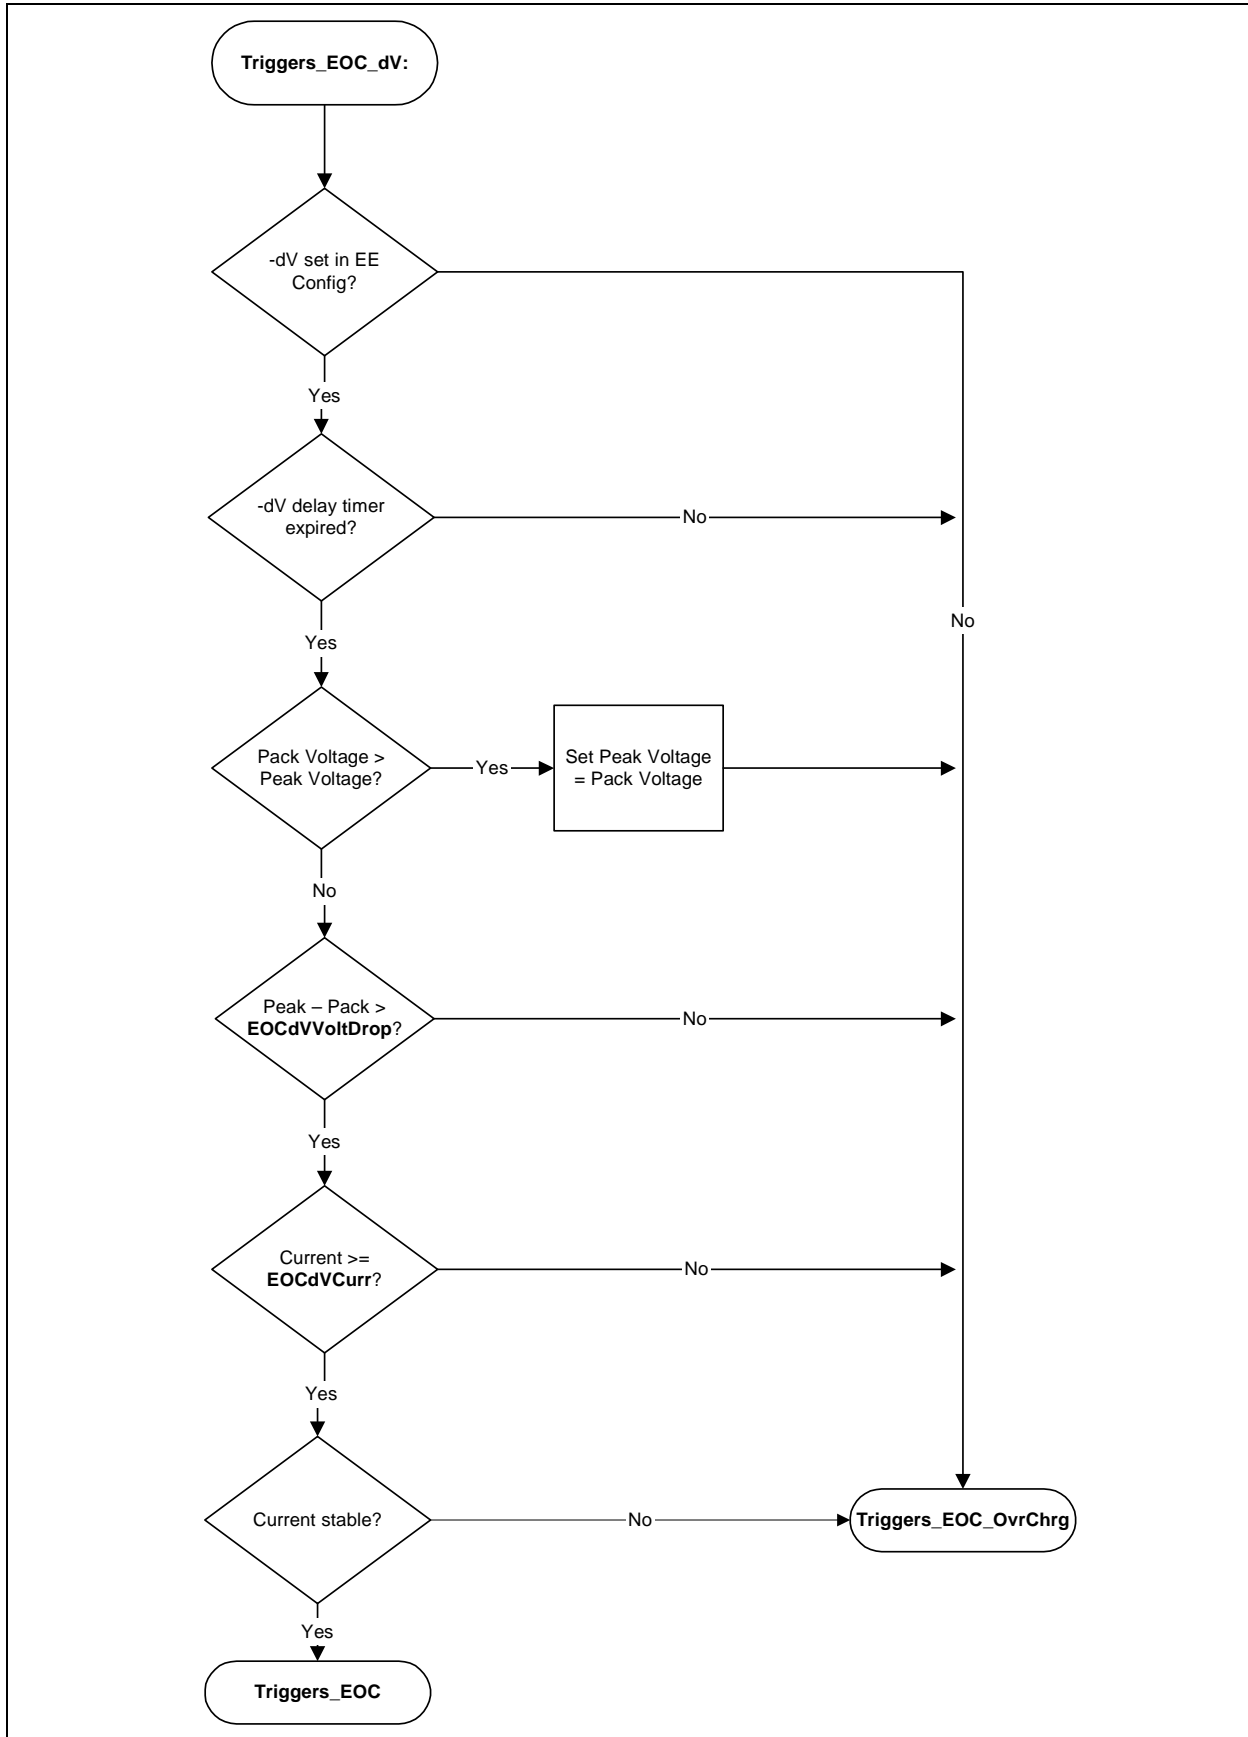 Triggers_EOC_dV:
-dV set in EE
Config?
Yes
-dV delay timer
expired?
No
No
Yes
Pack Voltage >
Peak Voltage?
Yes
Set Peak Voltage
= Pack Voltage
No
Peak – Pack >
EOCdVVoltDrop?
No
Yes
Current >=
EOCdVCurr?
No
Yes
Current stable?
No
Triggers_EOC_OvrChrg
Yes
Triggers_EOC